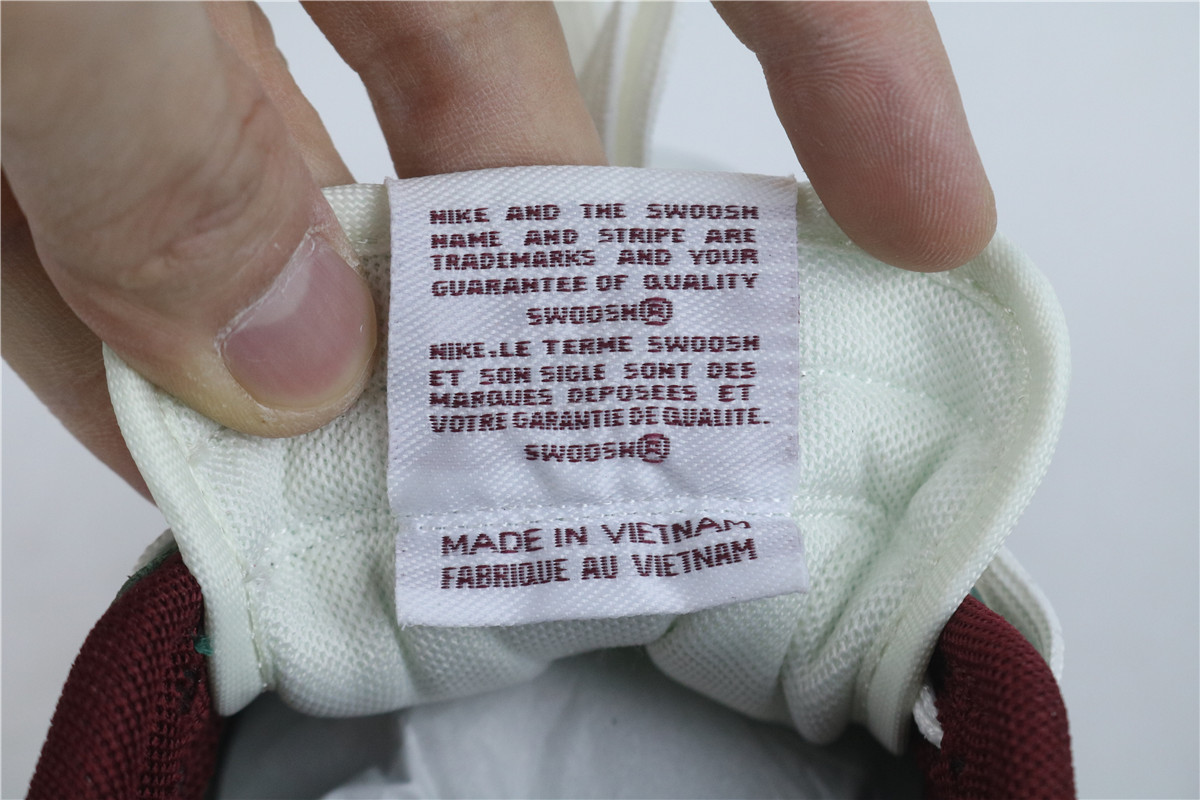 NIKE AND THE SWOOSH
NAME AND STRIPE ARE
TRADEMARKS AND YOUR
GUARANTEE OF QUALITY
SWOOSH®
NIKE.LE TERME SWOOSH
ET SON SIGLE SONT DES
MARQUES DEPOSEES ET
VOTRE GARANTIE DE QUALITE.
SWOOSH®
MADE IN VIETNAM
FABRIQUE AU VIETNAM